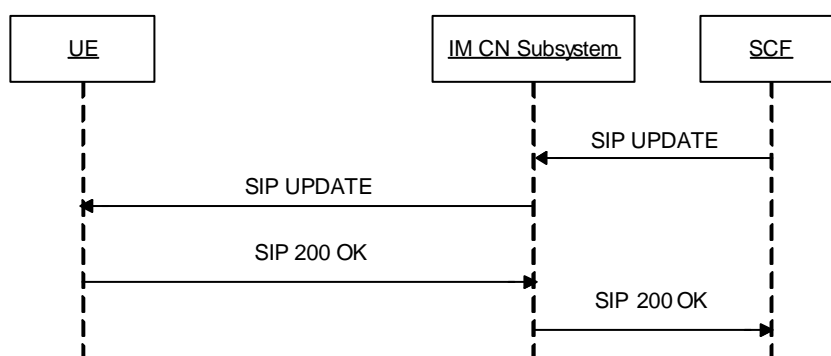 UE
IM CN Subsystem
SCF
SIP UPDATE
SIP UPDATE
SIP 200 OK
SIP 200 OK